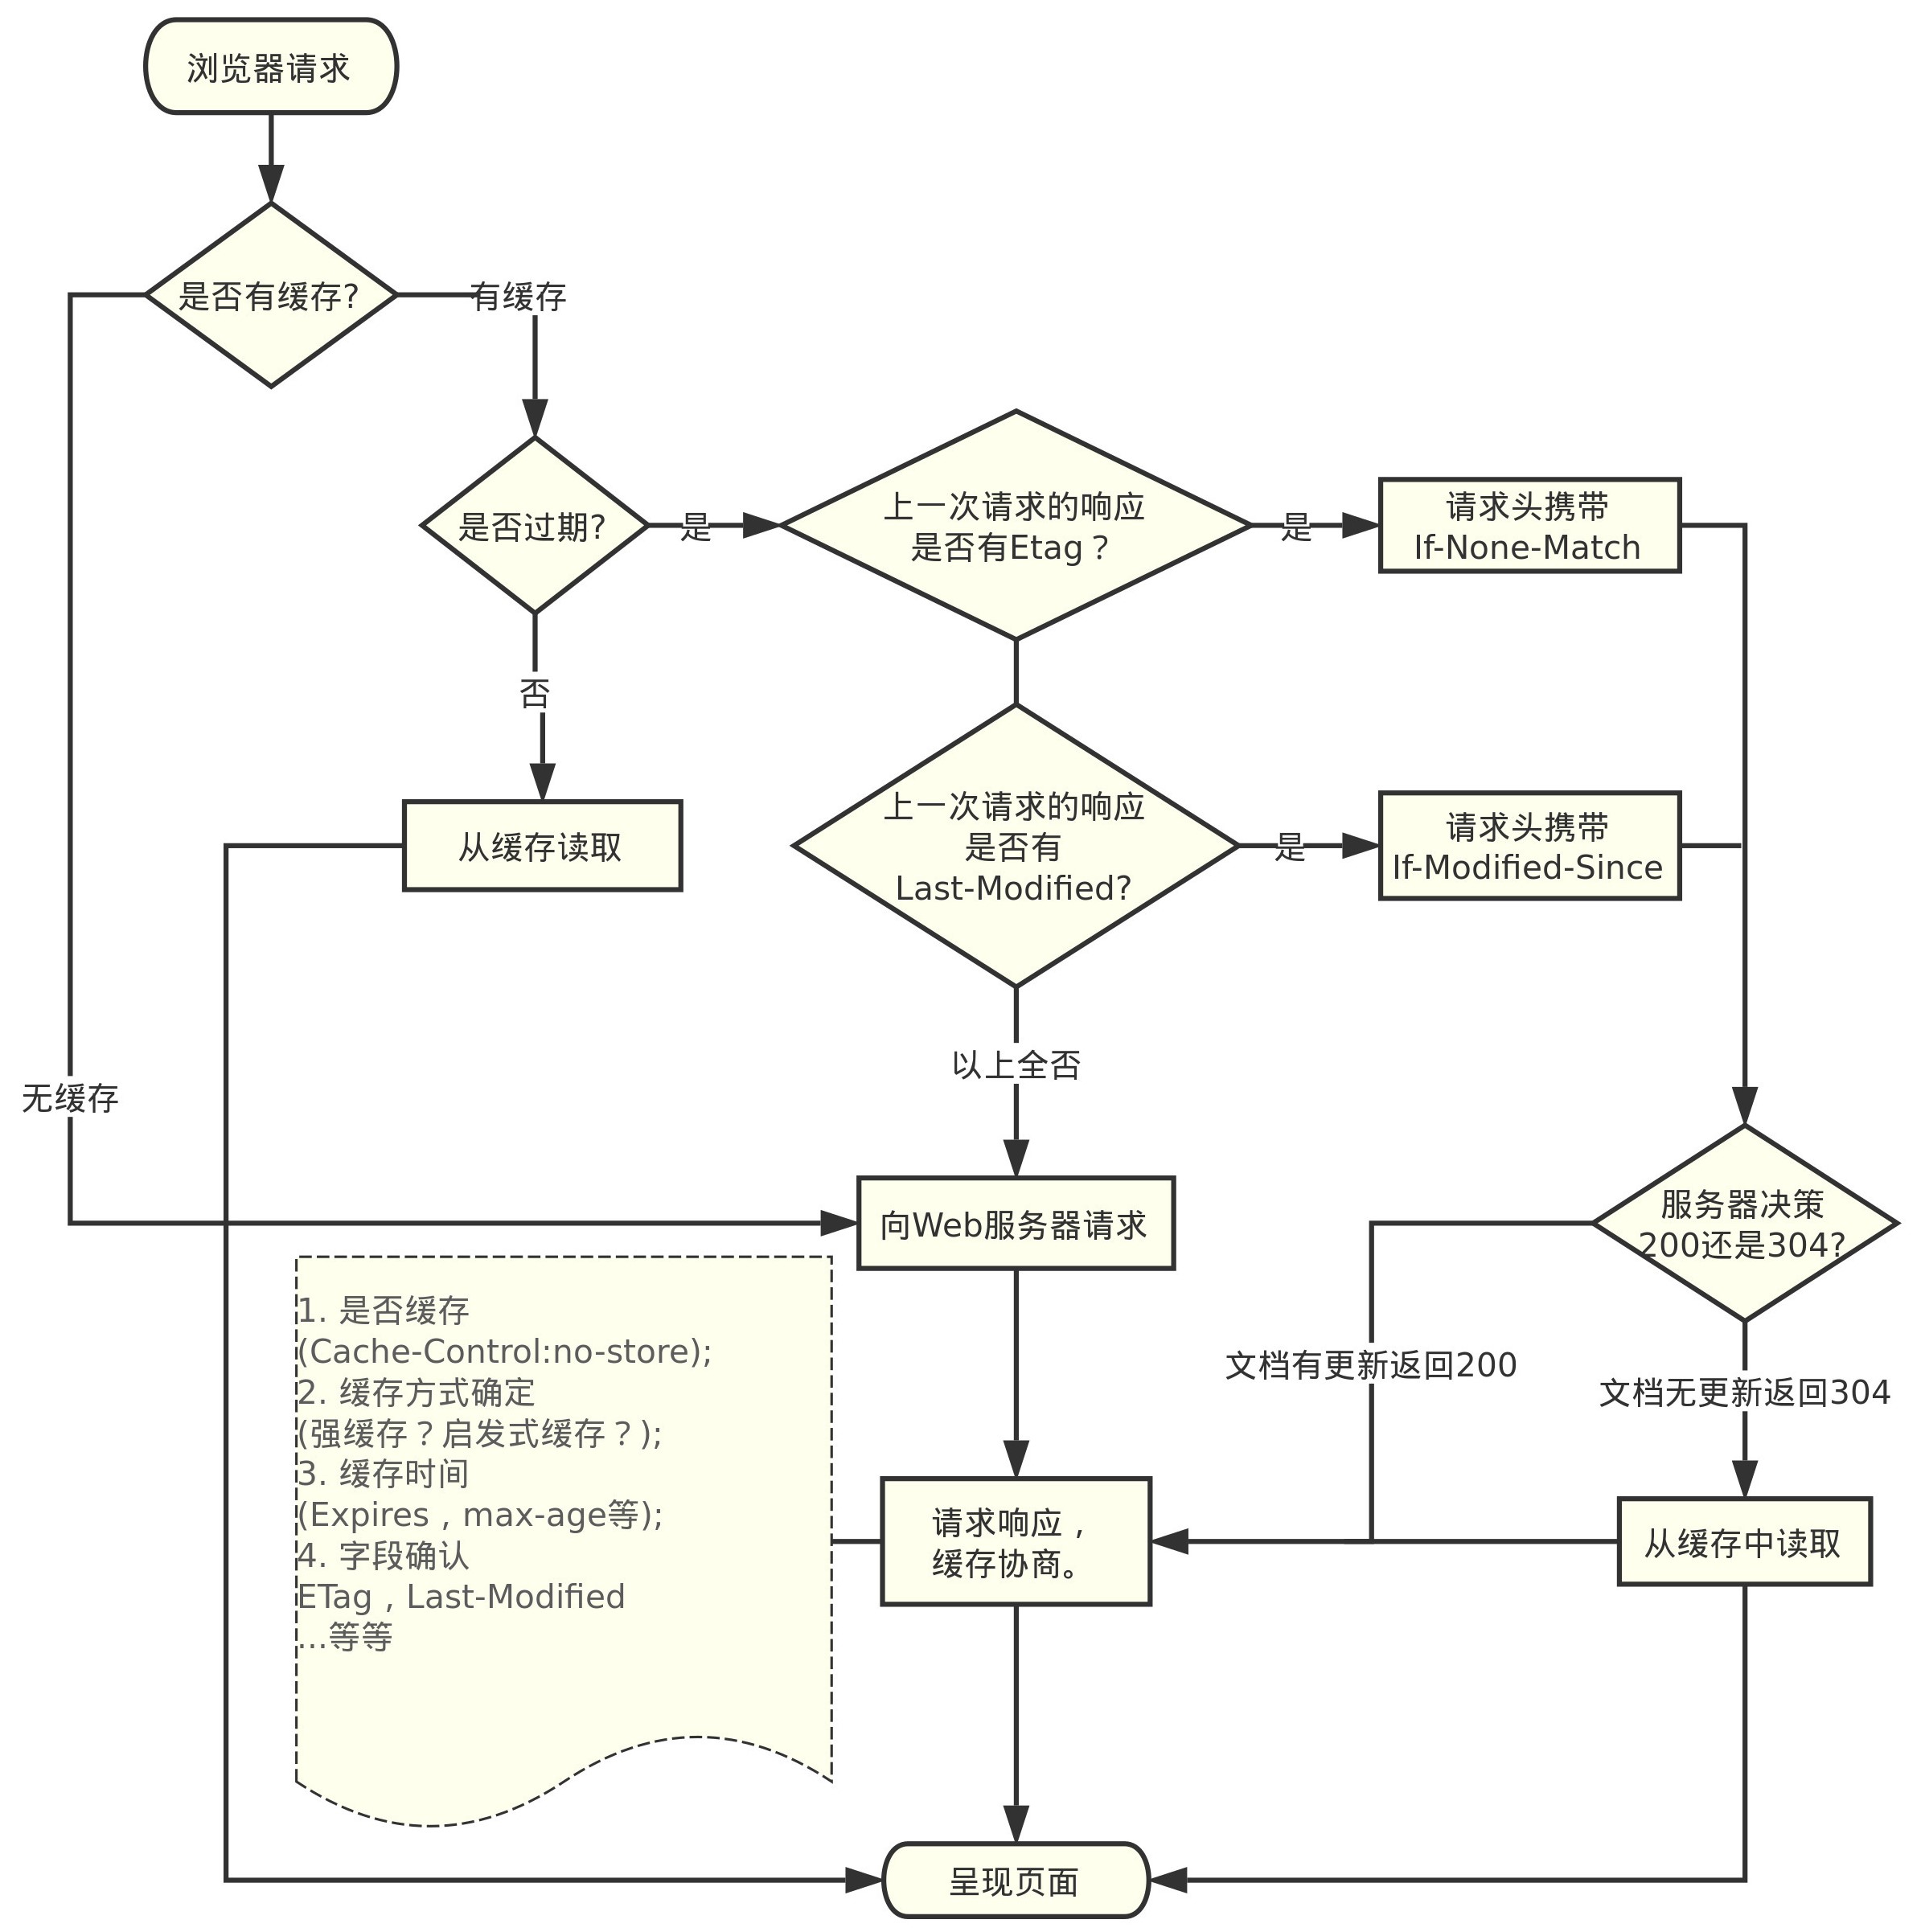 浏览器请求
是否有缓存?
有缓存
是否过期?
是
上一次请求的响应
是否有Etag？
是
请求头携带
If-None-Match
否
从缓存读取
上一次请求的响应
是否有
Last-Modified?
是
请求头携带
If-Modified-Since
以上全否
无缓存
向Web服务器请求
服务器决策
200还是304?
1. 是否缓存
(Cache-Control:no-store);
2. 缓存方式确定
(强缓存？启发式缓存？);
3. 缓存时间
(Expires，max-age等);
4. 字段确认
ETag，Last-Modified
...等等
文档有更新返回200
文档无更新返回304
请求响应，
缓存协商。
从缓存中读取
呈现页面